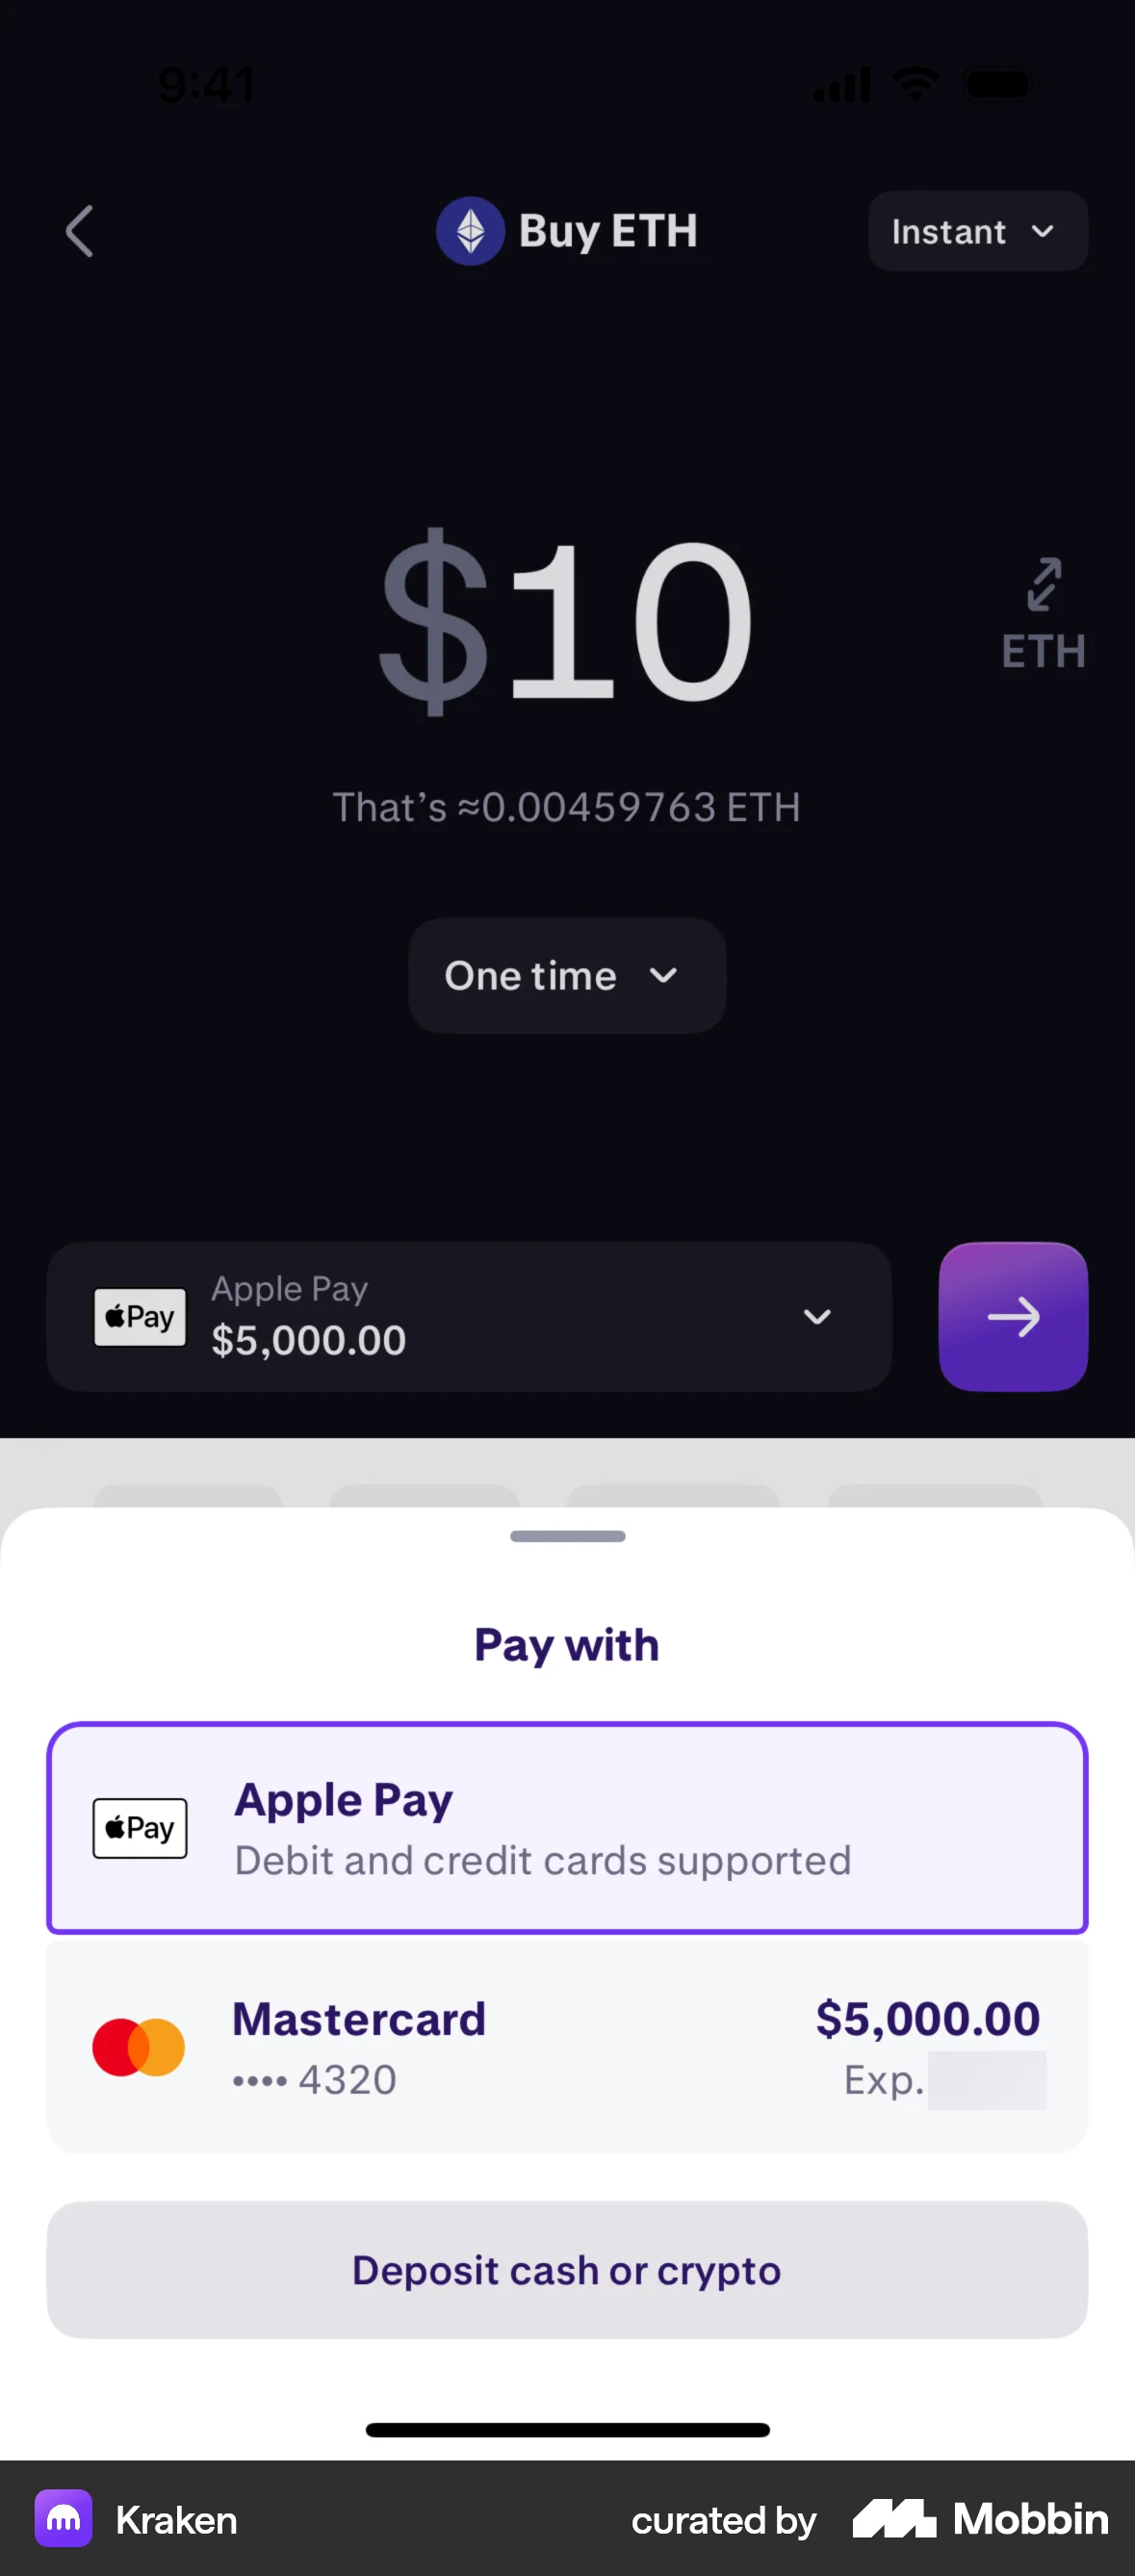 9:41
Buy ETH
Instant
$10
ETH
That's ≈0.00459763 ETH
One time
Pay
Apple Pay
$5,000.00
Pay with
Pay
Apple Pay
Debit and credit cards supported
Mastercard
$5,000.00
•••• 4320
Exp.
Deposit cash or crypto
Kraken
curated by
Mobbin